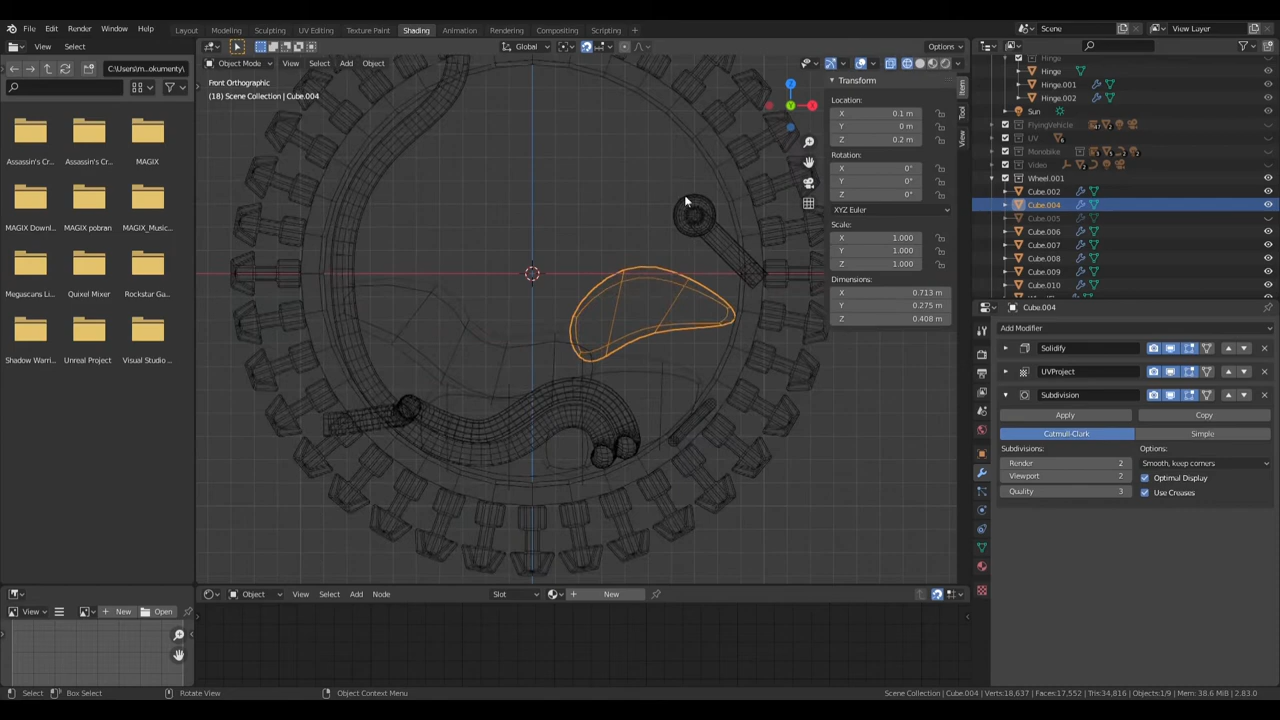 File Edit Render Window Help
Layout Modeling Sculpting UV Editing Texture Paint Shading Animation Rendering Compositing Scripting
Scene View Layer
View Select
Object Mode View Select Add Object
Global Options
C:\Users\m...okumenty\
Front Orthographic
(18) Scene Collection | Cube.004
Assassin's Cr... Assassin's Cr... MAGIX
MAGIX Downl... MAGIX pobran MAGIX_Music...
Megascans Li... Quixel Mixer Rockstar Ga...
Shadow Warri... Unreal Project Visual Studio ...
Transform
Location:
X 0.1 m
Y 0 m
Z 0.2 m
Rotation:
X 0°
Y 0°
Z 0°
XYZ Euler
Scale:
X 1.000
Y 1.000
Z 1.000
Dimensions:
X 0.713 m
Y 0.275 m
Z 0.408 m
Item
Tool
View
Hinge
Hinge
Hinge.001
Hinge.002
Sun
FlyingVehicle
UV
Monobike
Video
Wheel.001
Cube.002
Cube.004
Cube.005
Cube.006
Cube.007
Cube.008
Cube.009
Cube.010
Cube.004
Add Modifier
Solidify
UVProject
Subdivision
Apply Copy
Catmull-Clark Simple
Subdivisions: Options:
Render 2 Smooth, keep corners
Viewport 2 Optimal Display
Quality 3 Use Creases
Object View Select Add Node Slot New
View New Open
Select Box Select Rotate View Object Context Menu
Scene Collection | Cube.004 | Verts:18,637 | Faces:17,552 | Tris:34,816 | Objects:1/9 | Mem: 38.6 MiB | 2.83.0